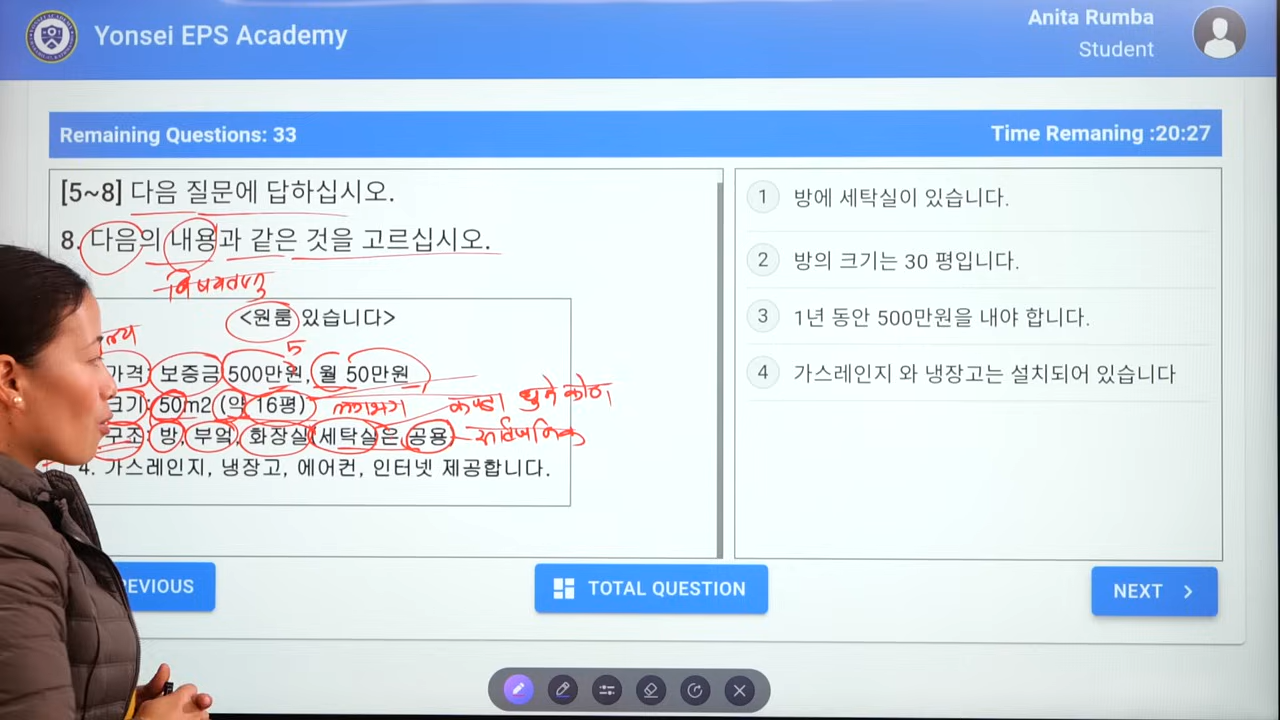 Yonsei EPS Academy
Anita Rumba
Student
Remaining Questions: 33
Time Remaning :20:27
[5~8] 다음 질문에 답하십시오.
8. 다음의 내용과 같은 것을 고르십시오.
विषयवस्तु
<원룸 있습니다>
5
가격: 보증금 500만원, 월 50만원
크기: 50m2 (약 16평)
लगभग
कपडा धुने कोठा
구조: 방, 부엌, 화장실(세탁실은 공용)
सार्वजनिक
4. 가스레인지, 냉장고, 에어컨, 인터넷 제공합니다.
1 방에 세탁실이 있습니다.
2 방의 크기는 30 평입니다.
3 1년 동안 500만원을 내야 합니다.
4 가스레인지 와 냉장고는 설치되어 있습니다
EVIOUS
TOTAL QUESTION
NEXT